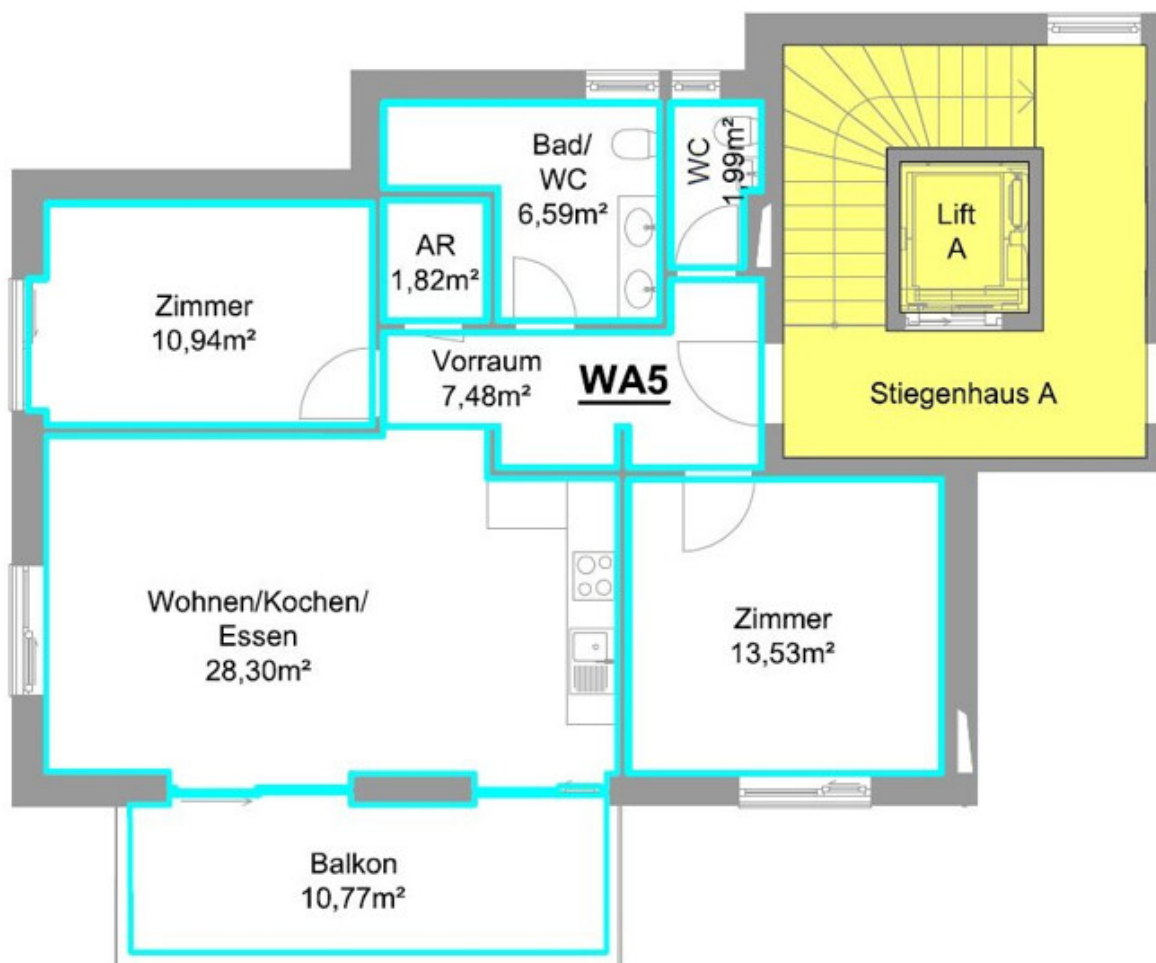 Bad/
WC
6,59m²
WC
1,99m²
Lift
A
AR
1,82m²
Zimmer
10,94m²
Vorraum
7,48m²
WA5
Stiegenhaus A
Wohnen/Kochen/
Essen
28,30m²
Zimmer
13,53m²
Balkon
10,77m²